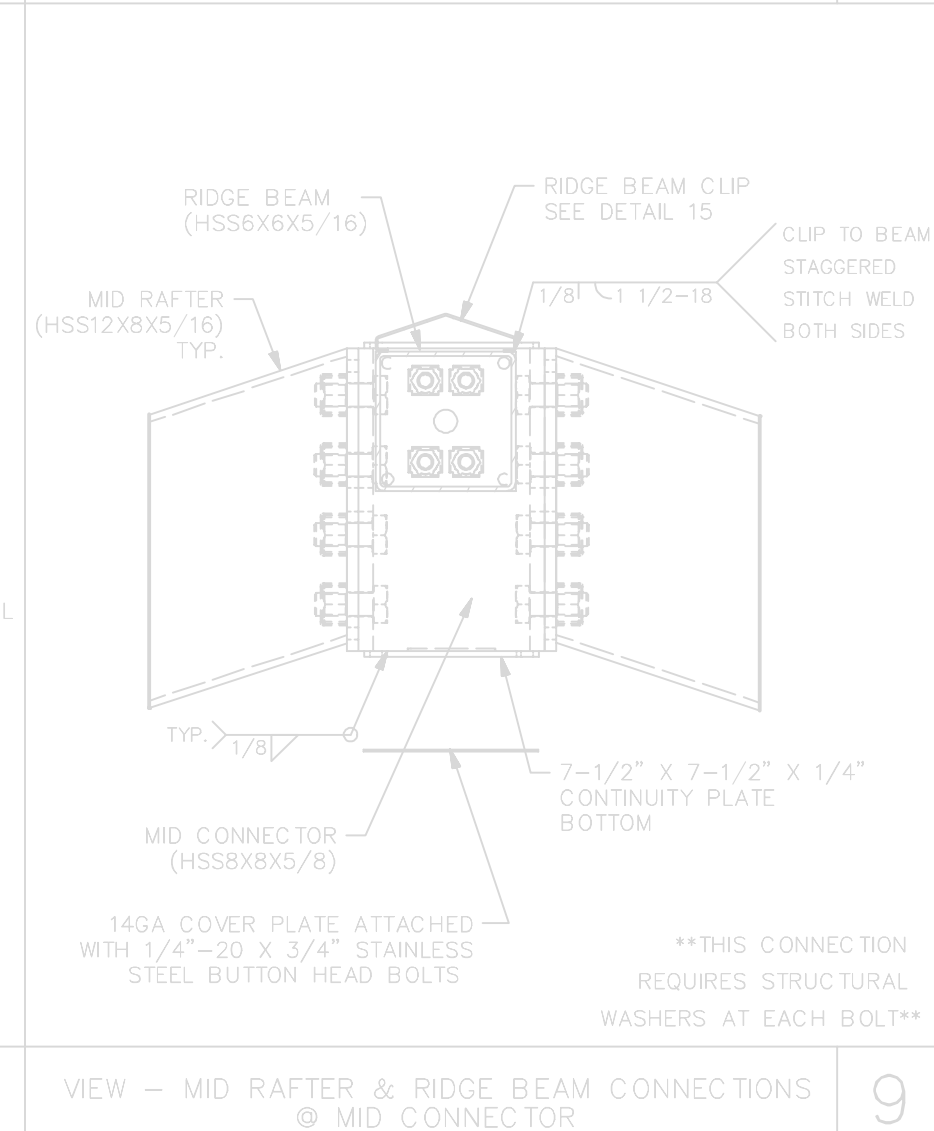 RIDGE BEAM
(HSS6X6X5/16)
RIDGE BEAM CLIP
SEE DETAIL 15
CLIP TO BEAM
STAGGERED
STITCH WELD
BOTH SIDES
1/8 1 1/2-18
MID RAFTER
(HSS12X8X5/16)
TYP.
L
TYP.
1/8
7-1/2" X 7-1/2" X 1/4"
CONTINUITY PLATE
BOTTOM
MID CONNECTOR
(HSS8X8X5/8)
14GA COVER PLATE ATTACHED
WITH 1/4"-20 X 3/4" STAINLESS
STEEL BUTTON HEAD BOLTS
**THIS CONNECTION
REQUIRES STRUCTURAL
WASHERS AT EACH BOLT**
VIEW - MID RAFTER & RIDGE BEAM CONNECTIONS
@ MID CONNECTOR
9